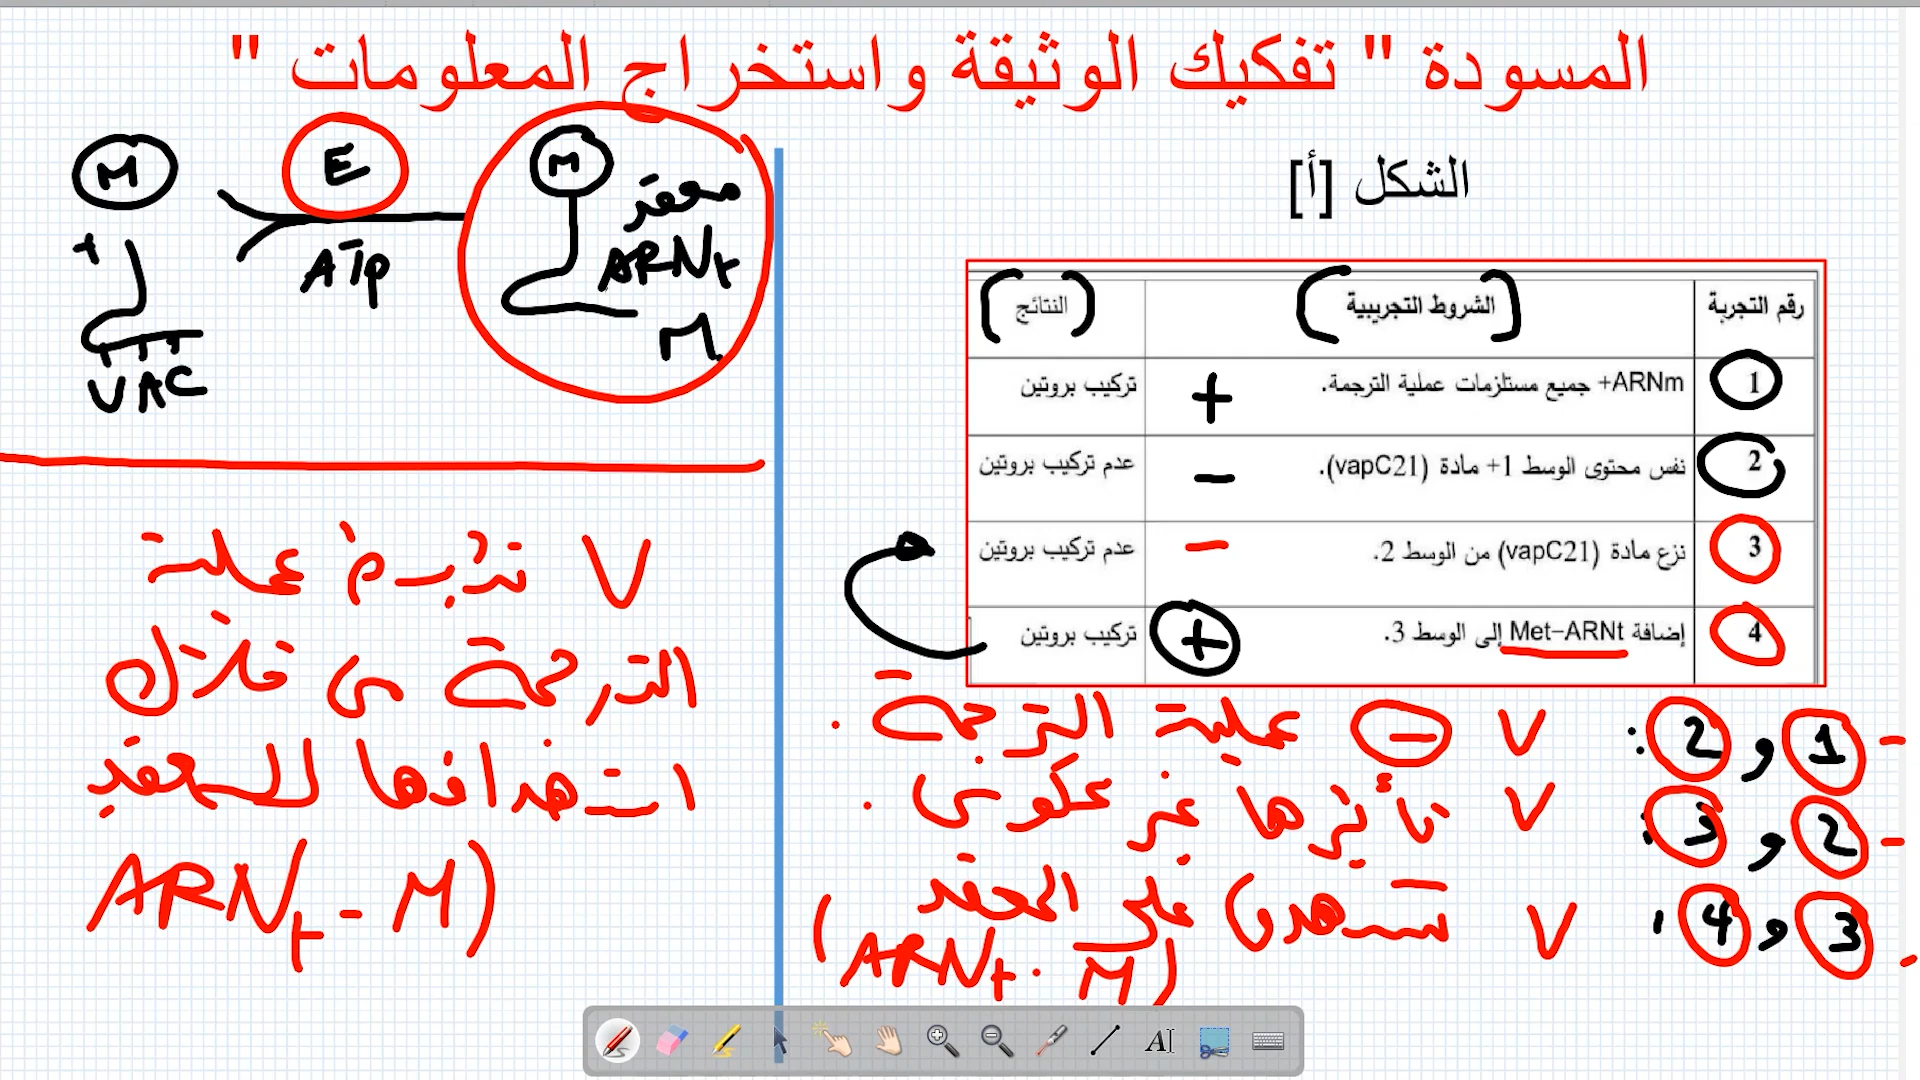 المسودة " تفكيك الوثيقة واستخراج المعلومات "
الشكل [أ]
رقم التجربة الشروط التجريبية النتائج
1 ARNm+ جميع مستلزمات عملية الترجمة. + تركيب بروتين
2 نفس محتوى الوسط 1+ مادة (vapC21). - عدم تركيب بروتين
3 نزع مادة (vapC21) من الوسط 2. - عدم تركيب بروتين
4 إضافة Met-ARNt إلى الوسط 3. + تركيب بروتين
- 1 و 2 : V - عملية الترجمة .
- 2 و 3 : V تأثيرها غير عكوس .
- 3 و 4 : V تستهدف على المعقد
(ARNt . M)
M E M
معقد
+ ATP ARNt
M
UAC
V عملية
الترجمة من خلال
استهدافها للمعقد
ARNt - M)